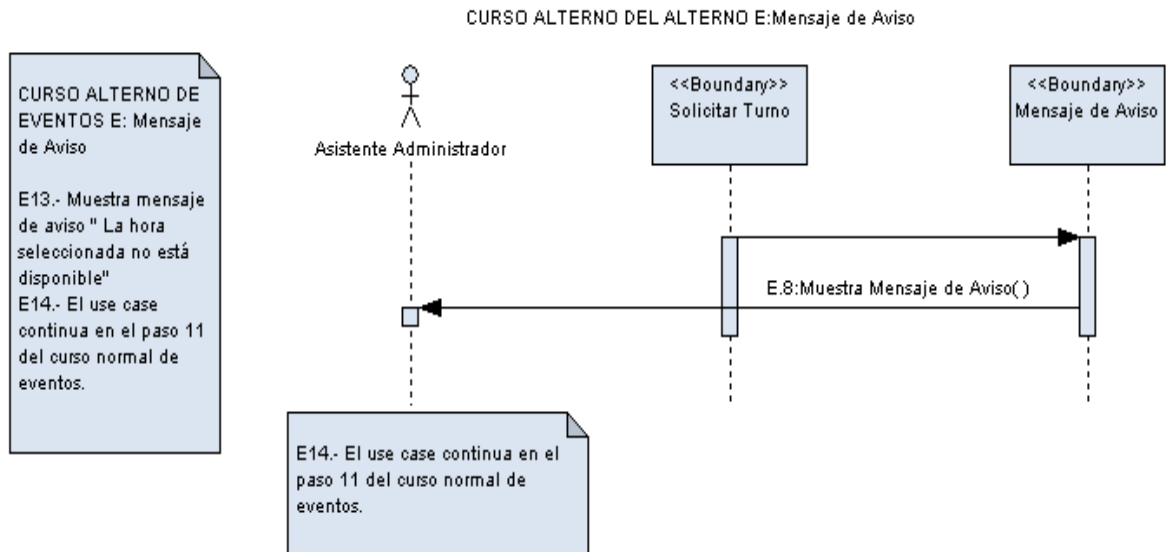 CURSO ALTERNO DEL ALTERNO E:Mensaje de Aviso
CURSO ALTERNO DE
EVENTOS E: Mensaje
de Aviso
E13.- Muestra mensaje
de aviso " La hora
seleccionada no está
disponible"
E14.- El use case
continua en el paso 11
del curso normal de
eventos.
Asistente Administrador
<<Boundary>>
Solicitar Turno
<<Boundary>>
Mensaje de Aviso
E.8:Muestra Mensaje de Aviso( )
E14.- El use case continua en el
paso 11 del curso normal de
eventos.